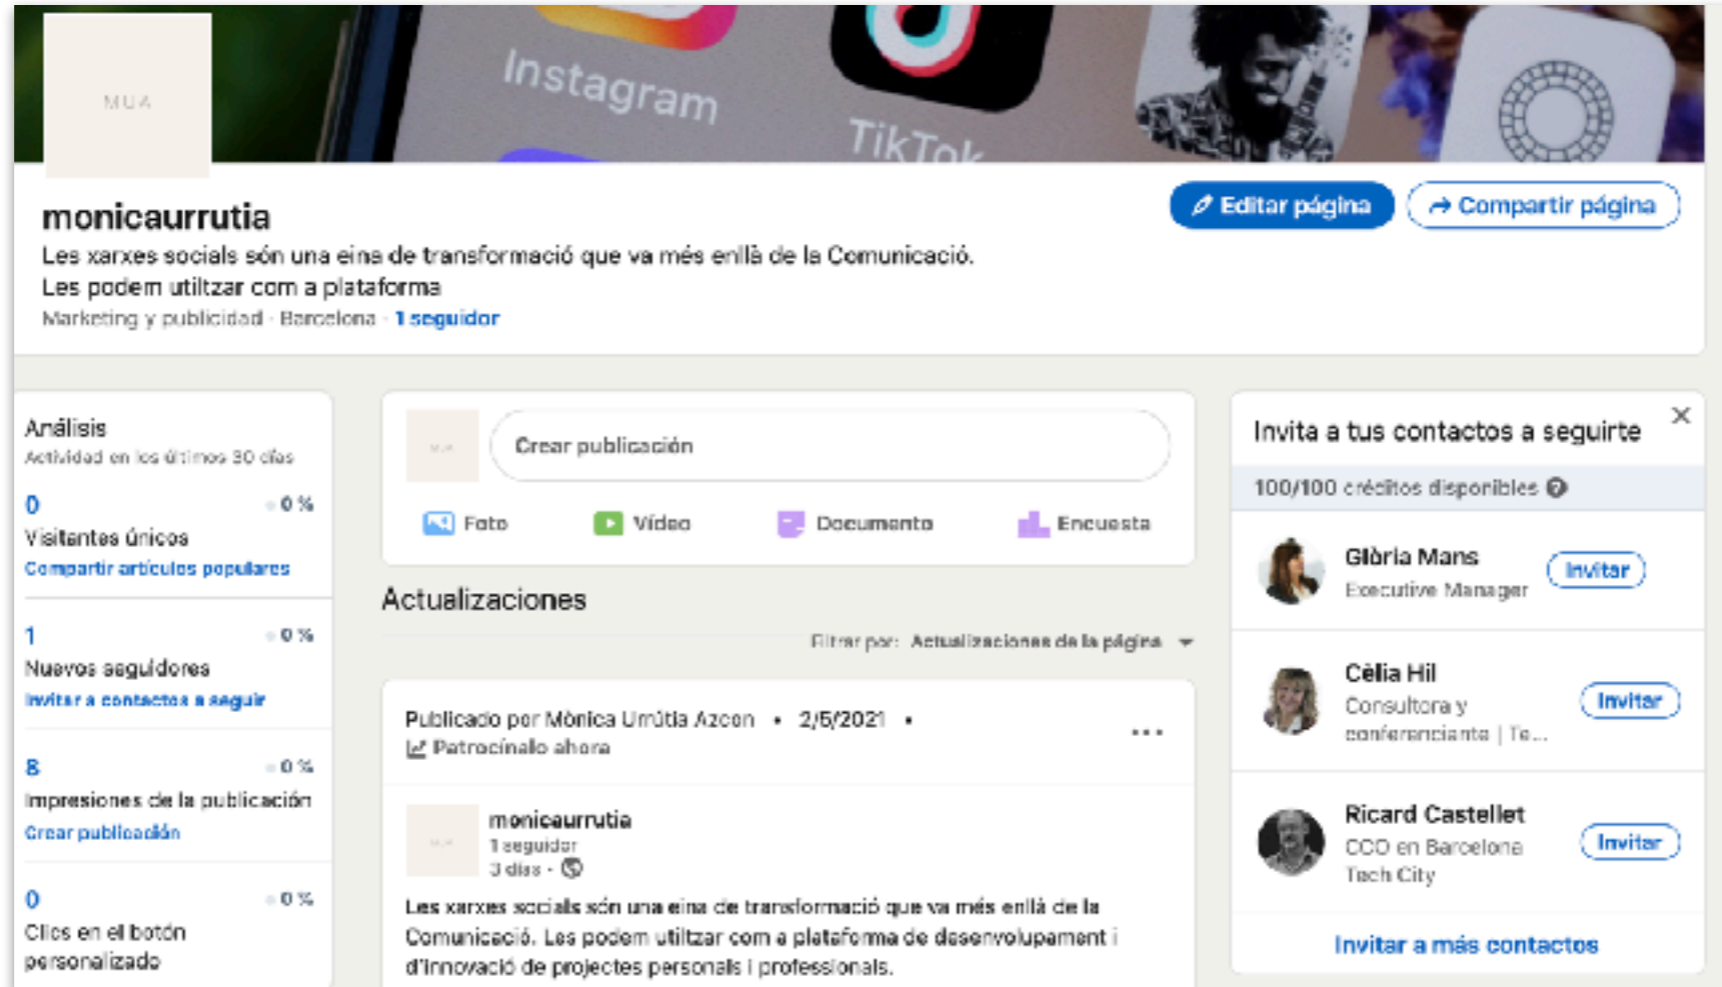 Instagram
TikTok
MUA
monicaurrutia
Les xarxes socials són una eina de transformació que va més enllà de la Comunicació.
Les podem utiltzar com a plataforma
Marketing y publicidad · Barcelona · 1 seguidor
Editar página
Compartir página
Análisis
Actividad en los últimos 30 días
0 0 %
Visitantes únicos
Compartir artículos populares
1 0 %
Nuevos seguidores
Invitar a contactos a seguir
8 0 %
Impresiones de la publicación
Crear publicación
0 0 %
Clics en el botón
personalizado
MUA
Crear publicación
Foto Vídeo Documento Encuesta
Actualizaciones
Filtrar por: Actualizaciones de la página
Publicado por Mònica Urrútia Azcon • 2/5/2021 •
Patrocínalo ahora
MUA
monicaurrutia
1 seguidor
3 días ·
Les xarxes socials són una eina de transformació que va més enllà de la
Comunicació. Les podem utiltzar com a plataforma de desenvolupament i
d'innovació de projectes personals i professionals.
Invita a tus contactos a seguirte
100/100 créditos disponibles
Glòria Mans
Executive Manager
Invitar
Cèlia Hil
Consultora y
conferenciante | Te...
Invitar
Ricard Castellet
CCO en Barcelona
Tech City
Invitar
Invitar a más contactos